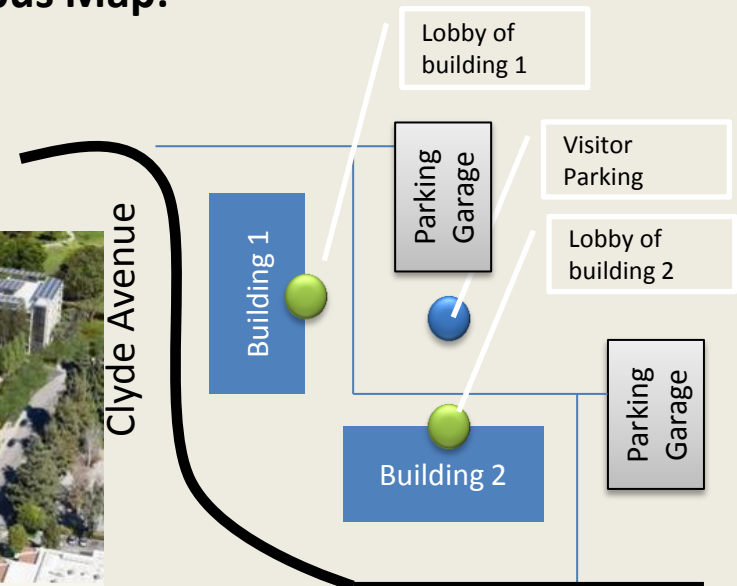 Map:
Lobby of
building 1
Parking
Garage
Visitor
Parking
Lobby of
building 2
Clyde Avenue
Building 1
Parking
Garage
Building 2